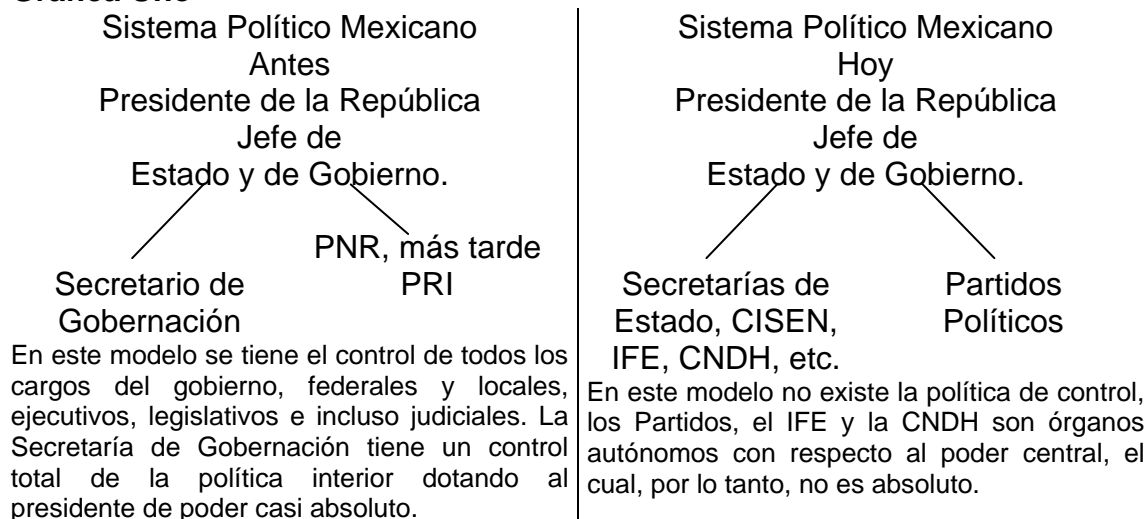 Sistema Político Mexicano
Antes
Presidente de la República
Jefe de
Estado y de Gobierno.
PNR, más tarde
PRI
Secretario de
Gobernación
En este modelo se tiene el control de todos los
cargos del gobierno, federales y locales,
ejecutivos, legislativos e incluso judiciales. La
Secretaría de Gobernación tiene un control
total de la política interior dotando al
presidente de poder casi absoluto.
Sistema Político Mexicano
Hoy
Presidente de la República
Jefe de
Estado y de Gobierno.
Secretarías de
Estado, CISEN,
IFE, CNDH, etc.
Partidos
Políticos
En este modelo no existe la política de control,
los Partidos, el IFE y la CNDH son órganos
autónomos con respecto al poder central, el
cual, por lo tanto, no es absoluto.